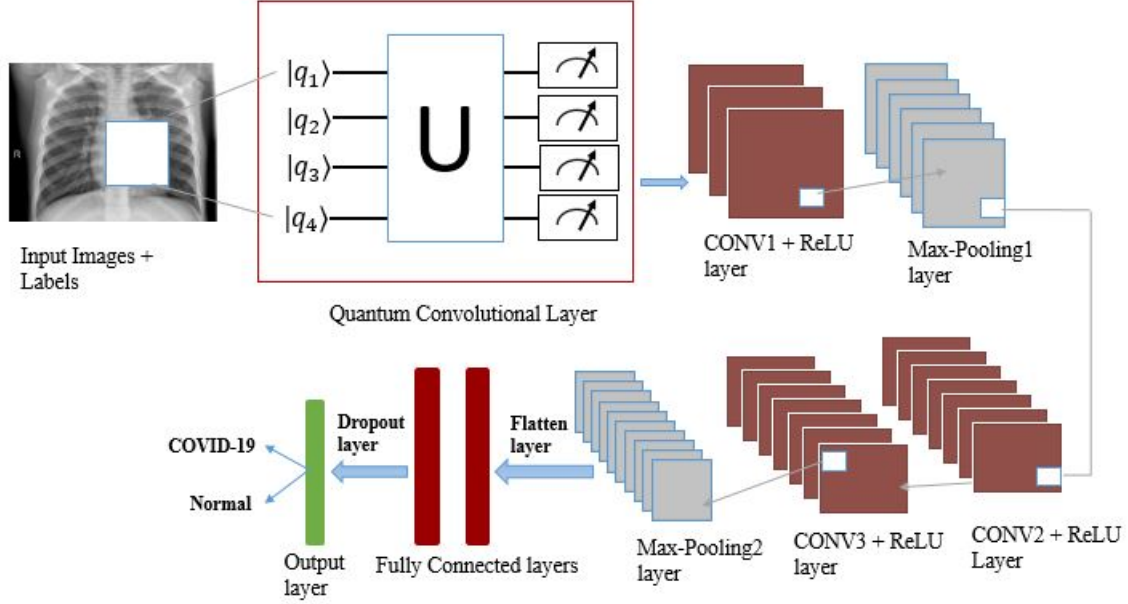 |q₁⟩
|q₂⟩
|q₃⟩
|q₄⟩
U
R
Input Images +
Labels
Quantum Convolutional Layer
CONV1 + ReLU
layer
Max-Pooling1
layer
COVID-19
Normal
Dropout
layer
Flatten
layer
Output
layer
Fully Connected layers
Max-Pooling2
layer
CONV3 + ReLU
layer
CONV2 + ReLU
Layer